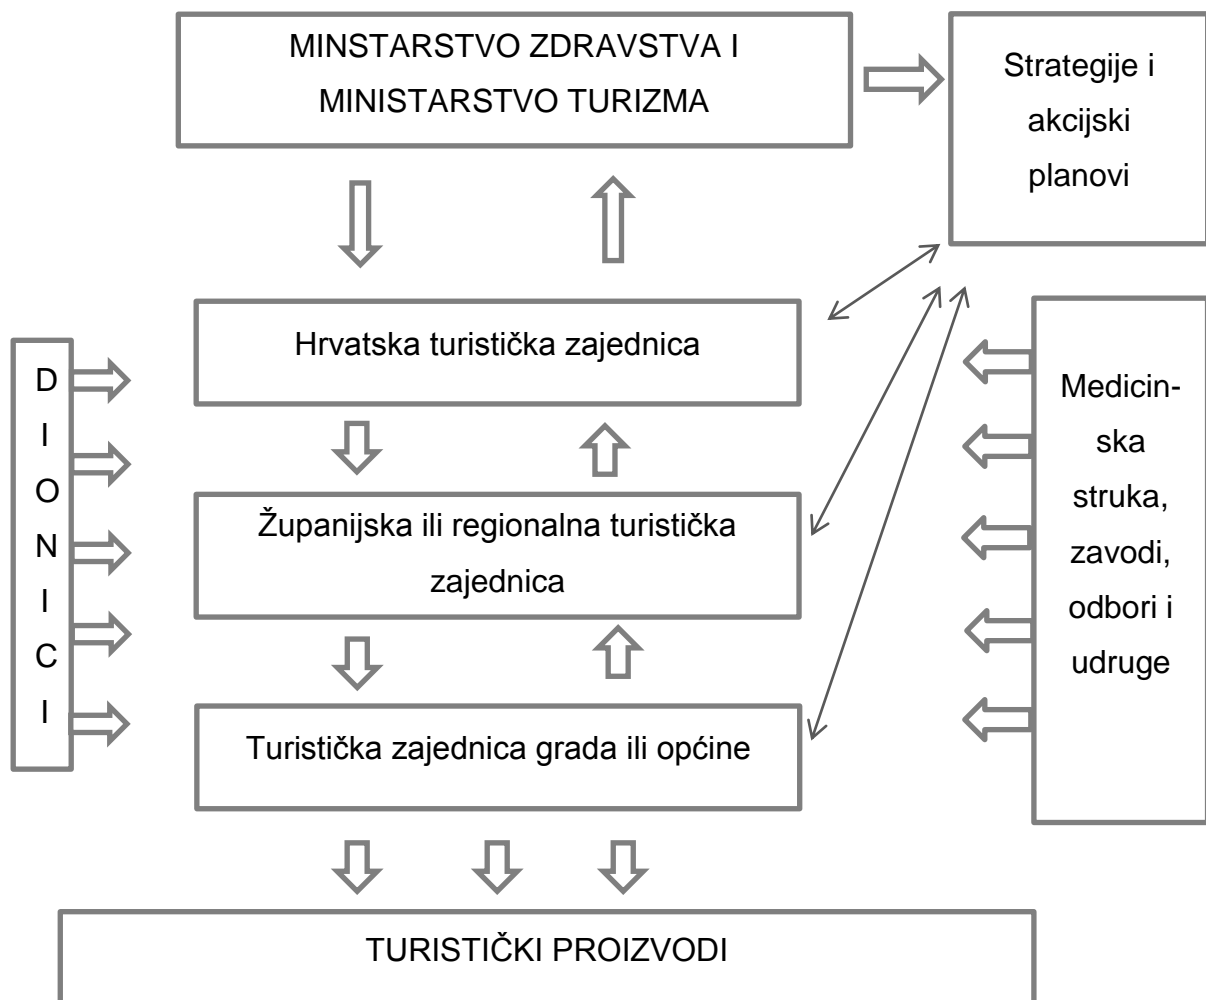 MINSTARSTVO ZDRAVSTVA I
MINISTARSTVO TURIZMA
Strategije i
akcijski
planovi
Hrvatska turistička zajednica
D
I
O
N
I
C
I
Medicin-
ska
struka,
zavodi,
odbori i
udruge
Županijska ili regionalna turistička
zajednica
Turistička zajednica grada ili općine
TURISTIČKI PROIZVODI